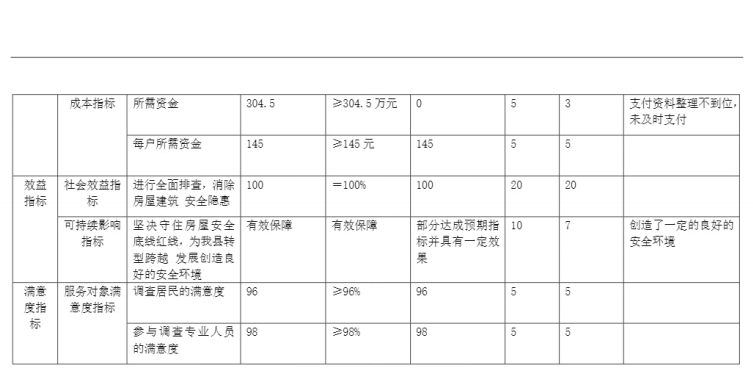 成本指标 所需资金 304.5 ≥304.5 万元 0 5 3 支付资料整理不到位，
未及时支付
每户所需资金 145 ≥145 元 145 5 5
效益 社会效益指 进行全面排查，消除 100 ＝100% 100 20 20
指标 标 房屋建筑 安全隐患
可持续影响 坚决守住房屋安全 有效保障 有效保障 部分达成预期指 10 7 创造了一定的良好的
指标 底线红线，为我县转 标并具有一定效 安全环境
型跨越 发展创造良 果
好的安全环境
满意 服务对象满 调查居民的满意度 96 ≥96% 96 5 5
度指 意度指标
标 参与调查专业人员 98 ≥98% 98 5 5
的满意度